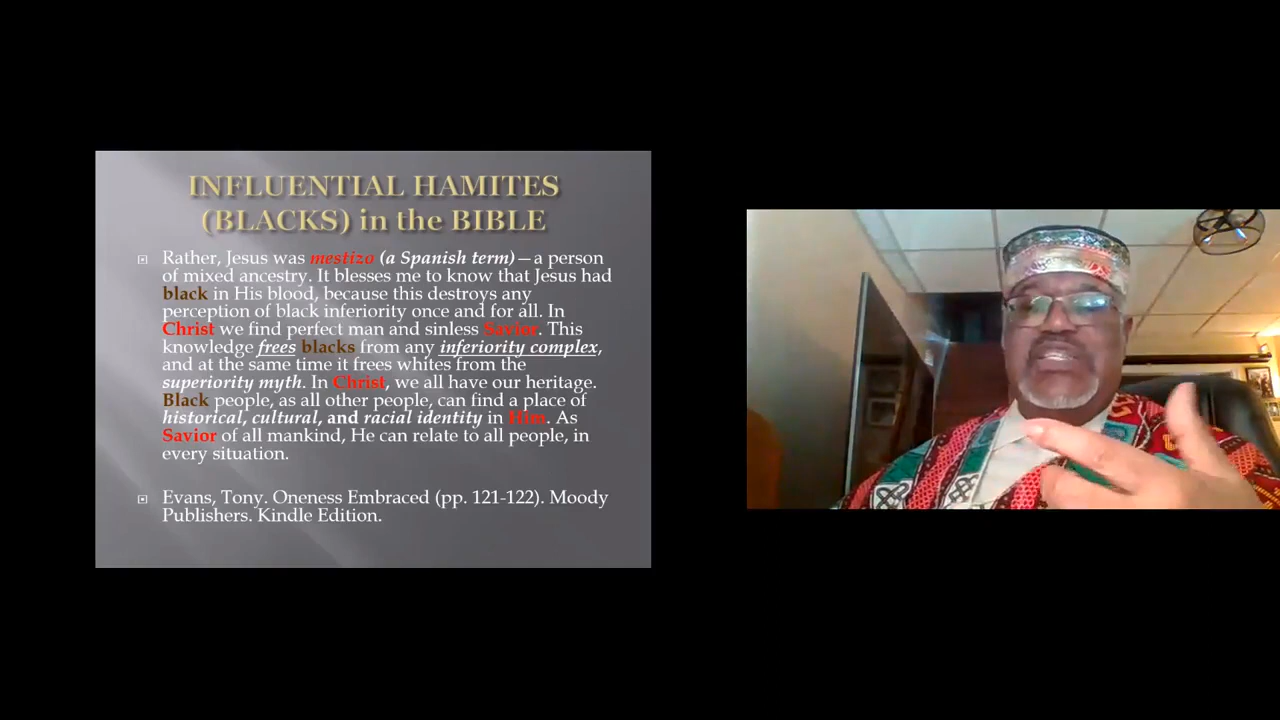 INFLUENTIAL HAMITES
(BLACKS) in the BIBLE
Rather, Jesus was mestizo (a Spanish term)—a person
of mixed ancestry. It blesses me to know that Jesus had
black in His blood, because this destroys any
perception of black inferiority once and for all. In
Christ we find perfect man and sinless Savior. This
knowledge frees blacks from any inferiority complex,
and at the same time it frees whites from the
superiority myth. In Christ, we all have our heritage.
Black people, as all other people, can find a place of
historical, cultural, and racial identity in Him. As
Savior of all mankind, He can relate to all people, in
every situation.
Evans, Tony. Oneness Embraced (pp. 121-122). Moody
Publishers. Kindle Edition.